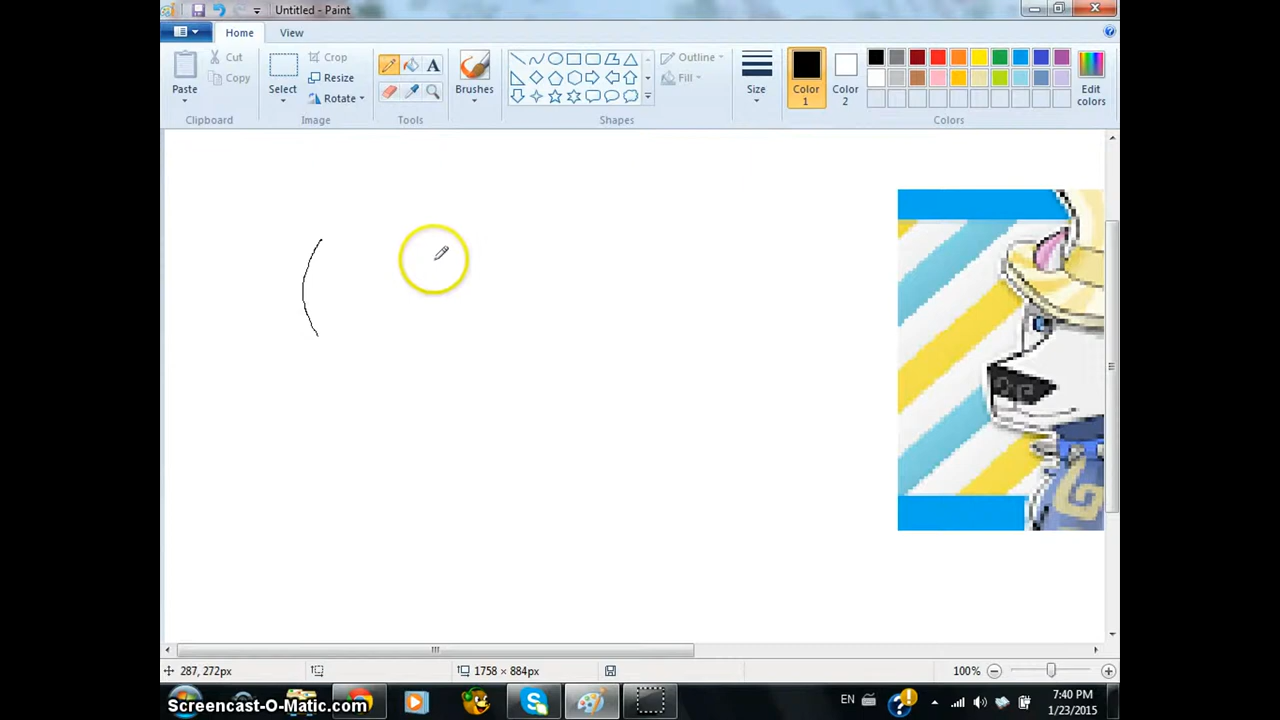 Untitled - Paint
Home
View
Paste
Cut
Copy
Clipboard
Select
Crop
Resize
Rotate
Image
A
Tools
Brushes
Outline
Fill
Shapes
Size
Color 1
Color 2
Edit colors
Colors
287, 272px
1758 × 884px
100%
EN
7:40 PM
1/23/2015
Screencast-O-Matic.com